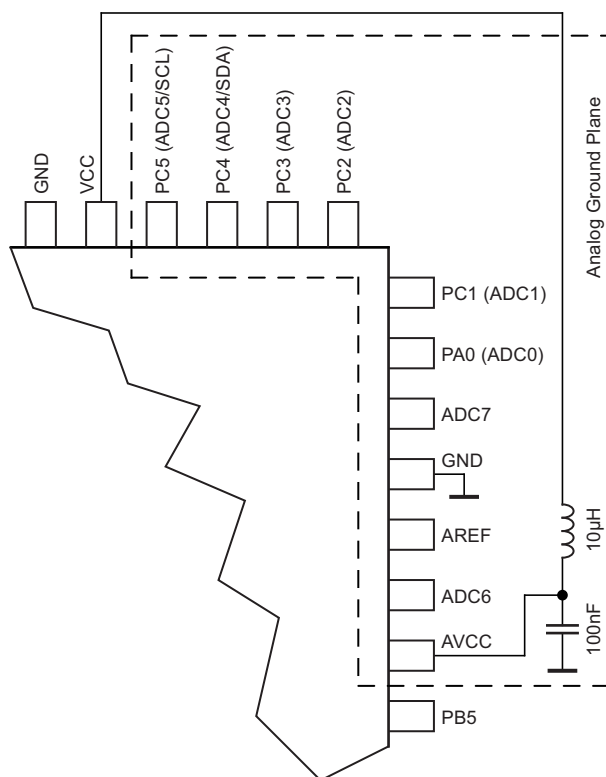 GND
VCC
PC5 (ADC5/SCL)
PC4 (ADC4/SDA)
PC3 (ADC3)
PC2 (ADC2)
Analog Ground Plane
PC1 (ADC1)
PA0 (ADC0)
ADC7
GND
AREF
ADC6
AVCC
10µH
100nF
PB5